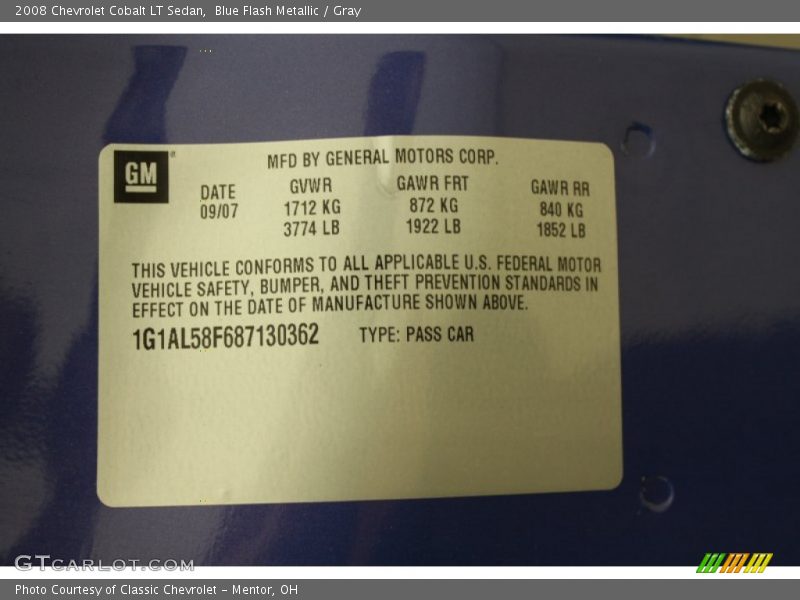 2008 Chevrolet Cobalt LT Sedan, Blue Flash Metallic / Gray
GM
MFD BY GENERAL MOTORS CORP.
DATE GVWR GAWR FRT GAWR RR
09/07 1712 KG 872 KG 840 KG
3774 LB 1922 LB 1852 LB
THIS VEHICLE CONFORMS TO ALL APPLICABLE U.S. FEDERAL MOTOR
VEHICLE SAFETY, BUMPER, AND THEFT PREVENTION STANDARDS IN
EFFECT ON THE DATE OF MANUFACTURE SHOWN ABOVE.
1G1AL58F687130362 TYPE: PASS CAR
GTCARLOT.COM
Photo Courtesy of Classic Chevrolet - Mentor, OH